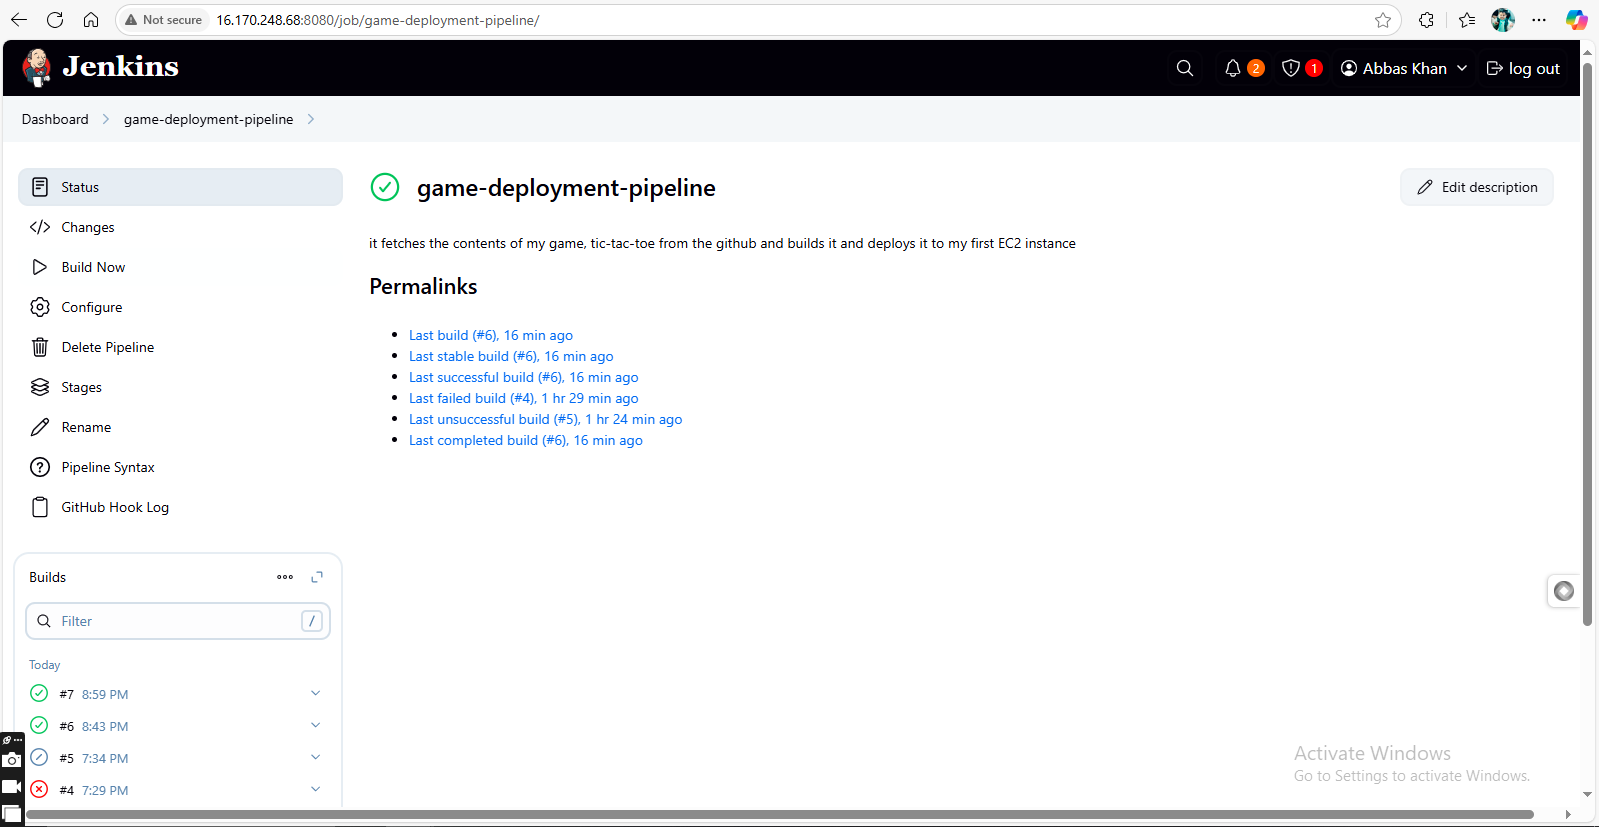 Not secure 16.170.248.68:8080/job/game-deployment-pipeline/
Jenkins
2
1
Abbas Khan
log out
Dashboard
game-deployment-pipeline
Status
Changes
Build Now
Configure
Delete Pipeline
Stages
Rename
Pipeline Syntax
GitHub Hook Log
Builds
Filter
/
Today
#7 8:59 PM
#6 8:43 PM
#5 7:34 PM
#4 7:29 PM
game-deployment-pipeline
Edit description
it fetches the contents of my game, tic-tac-toe from the github and builds it and deploys it to my first EC2 instance
Permalinks
Last build (#6), 16 min ago
Last stable build (#6), 16 min ago
Last successful build (#6), 16 min ago
Last failed build (#4), 1 hr 29 min ago
Last unsuccessful build (#5), 1 hr 24 min ago
Last completed build (#6), 16 min ago
Activate Windows
Go to Settings to activate Windows.